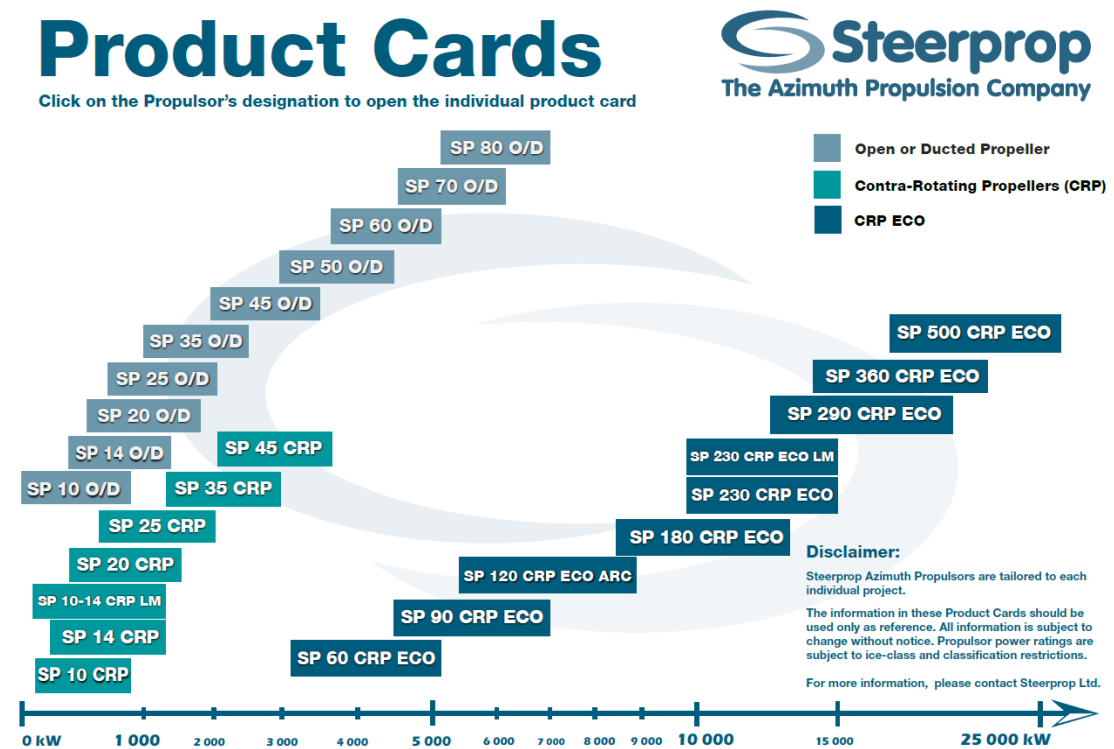 Product Cards
Click on the Propulsor's designation to open the individual product card
Steerprop
The Azimuth Propulsion Company
Open or Ducted Propeller
Contra-Rotating Propellers (CRP)
CRP ECO
SP 80 O/D
SP 70 O/D
SP 60 O/D
SP 50 O/D
SP 45 O/D
SP 35 O/D
SP 25 O/D
SP 20 O/D
SP 14 O/D
SP 10 O/D
SP 45 CRP
SP 35 CRP
SP 25 CRP
SP 20 CRP
SP 10-14 CRP LM
SP 14 CRP
SP 10 CRP
SP 500 CRP ECO
SP 360 CRP ECO
SP 290 CRP ECO
SP 230 CRP ECO LM
SP 230 CRP ECO
SP 180 CRP ECO
SP 120 CRP ECO ARC
SP 90 CRP ECO
SP 60 CRP ECO
Disclaimer:
Steerprop Azimuth Propulsors are tailored to each
individual project.
The information in these Product Cards should be
used only as reference. All information is subject to
change without notice. Propulsor power ratings are
subject to ice-class and classification restrictions.
For more information, please contact Steerprop Ltd.
0 kW 1 000 2 000 3 000 4 000 5 000 6 000 7 000 8 000 9 000 10 000 15 000 25 000 kW